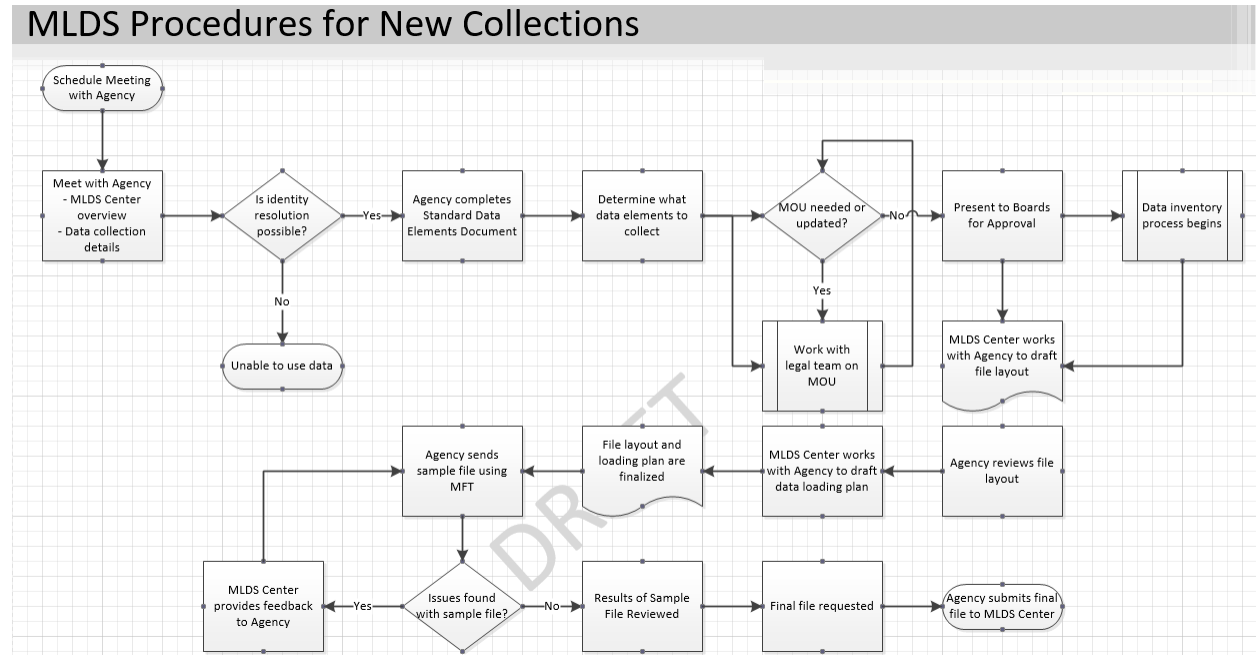 MLDS Procedures for New Collections
Schedule Meeting
with Agency
Meet with Agency
- MLDS Center
overview
- Data collection
details
Is identity
resolution
possible?
Yes
Agency completes
Standard Data
Elements Document
Determine what
data elements to
collect
MOU needed or
updated?
No
Present to Boards
for Approval
Data inventory
process begins
No
Yes
Unable to use data
Work with
legal team on
MOU
MLDS Center works
with Agency to draft
file layout
Agency sends
sample file using
MFT
File layout and
loading plan are
finalized
MLDS Center works
with Agency to draft
data loading plan
Agency reviews file
layout
DRAFT
MLDS Center
provides feedback
to Agency
Yes
Issues found
with sample file?
No
Results of Sample
File Reviewed
Final file requested
Agency submits final
file to MLDS Center